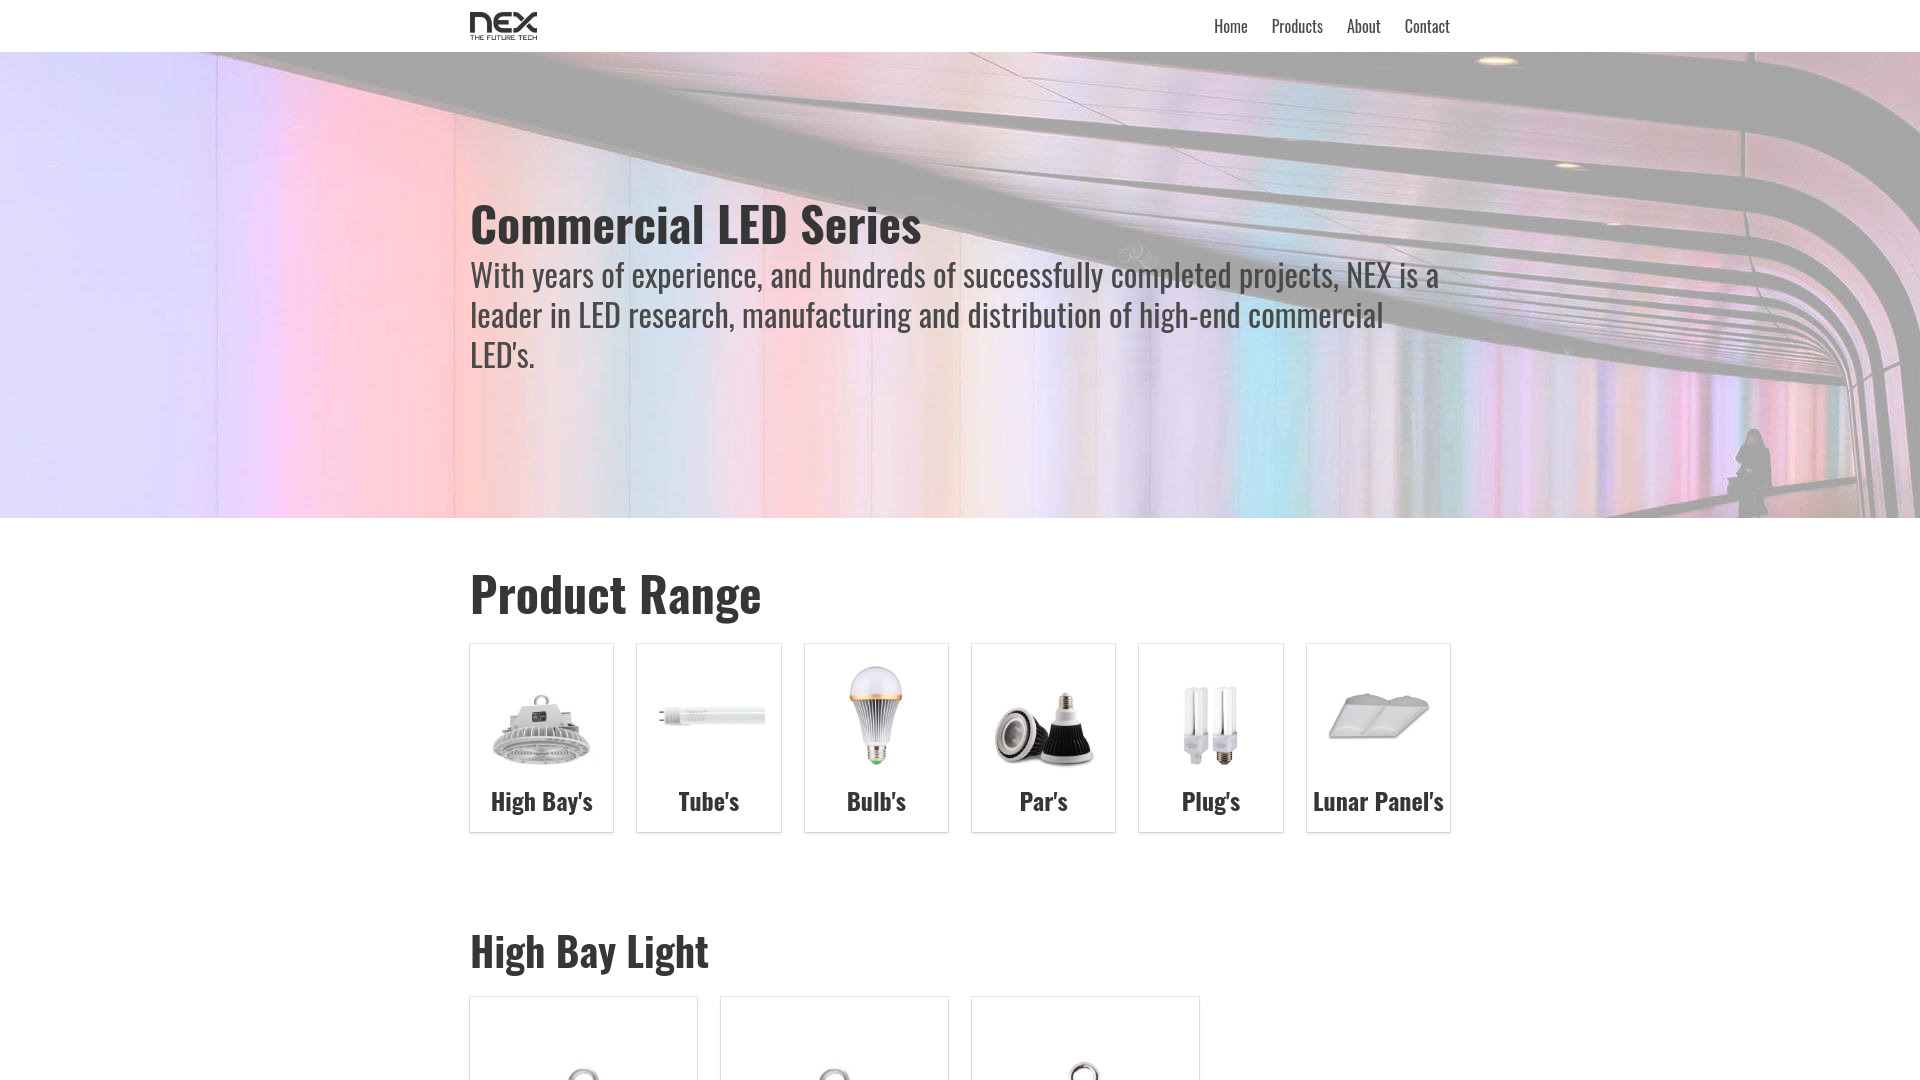 NEX
THE FUTURE TECH
Home
Products
About
Contact
Commercial LED Series
With years of experience, and hundreds of successfully completed projects, NEX is a
leader in LED research, manufacturing and distribution of high-end commercial
LED's.
Product Range
High Bay's
Tube's
Bulb's
Par's
Plug's
Lunar Panel's
High Bay Light